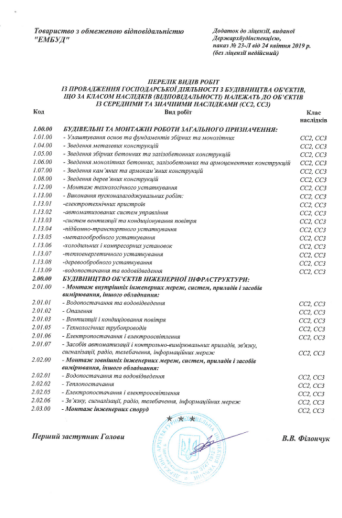 Товариство з обмеженою відповідальністю
"ЕМБУД"
Додаток до ліцензії, виданої
Держархбудінспекцією,
наказ № 23-Л від 24 квітня 2019 р.
(без ліцензії недійсний)
ПЕРЕЛІК ВИДІВ РОБІТ
ІЗ ПРОВАДЖЕННЯ ГОСПОДАРСЬКОЇ ДІЯЛЬНОСТІ З БУДІВНИЦТВА ОБ'ЄКТІВ,
ЩО ЗА КЛАСОМ НАСЛІДКІВ (ВІДПОВІДАЛЬНОСТІ) НАЛЕЖАТЬ ДО ОБ'ЄКТІВ
ІЗ СЕРЕДНІМИ ТА ЗНАЧНИМИ НАСЛІДКАМИ (СС2, СС3)
Код Вид робіт Клас наслідків
1.00.00 БУДІВЕЛЬНІ ТА МОНТАЖНІ РОБОТИ ЗАГАЛЬНОГО ПРИЗНАЧЕННЯ:
1.01.00 - Улаштування основ та фундаментів збірних та монолітних СС2, СС3
1.04.00 - Зведення металевих конструкцій СС2, СС3
1.05.00 - Зведення збірних бетонних та залізобетонних конструкцій СС2, СС3
1.06.00 - Зведення монолітних бетонних, залізобетонних та армоцементних конструкцій СС2, СС3
1.07.00 - Зведення кам'яних та армокам'яних конструкцій СС2, СС3
1.08.00 - Зведення дерев'яних конструкцій СС2, СС3
1.12.00 - Монтаж технологічного устаткування СС2, СС3
1.13.00 - Виконання пусконалагоджувальних робіт: СС2, СС3
1.13.01 -електротехнічних пристроїв СС2, СС3
1.13.02 -автоматизованих систем управління СС2, СС3
1.13.03 -систем вентиляції та кондиціювання повітря СС2, СС3
1.13.04 -підйомно-транспортного устаткування СС2, СС3
1.13.05 -металообробного устаткування СС2, СС3
1.13.06 -холодильних і компресорних установок СС2, СС3
1.13.07 -теплоенергетичного устаткування СС2, СС3
1.13.08 -деревообробного устаткування СС2, СС3
1.13.09 -водопостачання та водовідведення СС2, СС3
2.00.00 БУДІВНИЦТВО ОБ'ЄКТІВ ІНЖЕНЕРНОЇ ІНФРАСТРУКТУРИ:
2.01.00 - Монтаж внутрішніх інженерних мереж, систем, приладів і засобів
вимірювання, іншого обладнання:
2.01.01 - Водопостачання та водовідведення СС2, СС3
2.01.02 - Опалення СС2, СС3
2.01.03 - Вентиляції і кондиціювання повітря СС2, СС3
2.01.05 - Технологічних трубопроводів СС2, СС3
2.01.06 - Електропостачання і електроосвітлення СС2, СС3
2.01.07 - Засобів автоматизації і контрольно-вимірювальних приладів, зв'язку,
сигналізації, радіо, телебачення, інформаційних мереж СС2, СС3
2.02.00 - Монтаж зовнішніх інженерних мереж, систем, приладів і засобів
вимірювання, іншого обладнання:
2.02.01 - Водопостачання та водовідведення СС2, СС3
2.02.02 - Теплопостачання СС2, СС3
2.02.05 - Електропостачання і електроосвітлення СС2, СС3
2.02.06 - Зв'язку, сигналізації, радіо, телебачення, інформаційних мереж СС2, СС3
2.03.00 - Монтаж інженерних споруд СС2, СС3
* * *
Перший заступник Голови В.В. Філончук